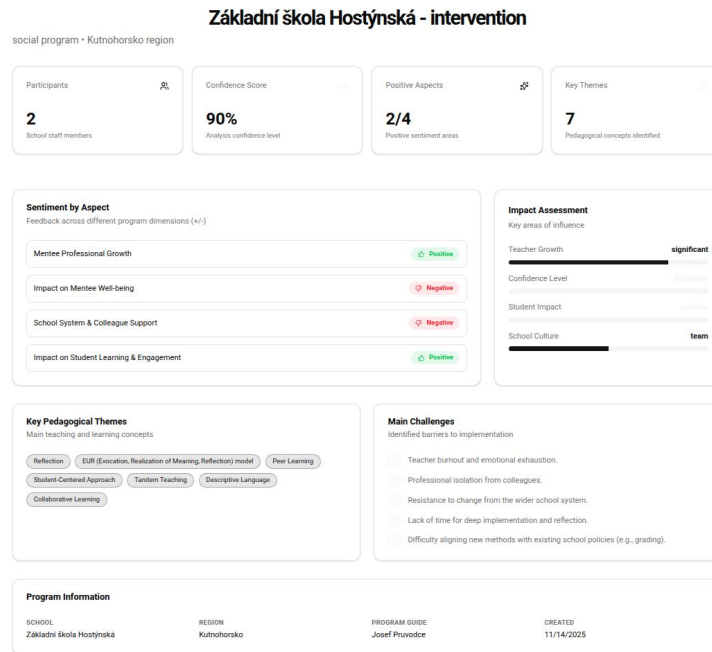 Základní škola Hostýnská - intervention
social program • Kutnohorsko region
Participants
2
School staff members
Confidence Score
90%
Analysis confidence level
Positive Aspects
2/4
Positive sentiment areas
Key Themes
7
Pedagogical concepts identified
Sentiment by Aspect
Feedback across different program dimensions (+/-)
Mentee Professional Growth
Positive
Impact on Mentee Well-being
Negative
School System & Colleague Support
Negative
Impact on Student Learning & Engagement
Positive
Impact Assessment
Key areas of influence
Teacher Growth significant
Confidence Level
Student Impact
School Culture team
Key Pedagogical Themes
Main teaching and learning concepts
Reflection EUR (Evocation, Realization of Meaning, Reflection) model Peer Learning
Student-Centered Approach Tandem Teaching Descriptive Language
Collaborative Learning
Main Challenges
Identified barriers to implementation
Teacher burnout and emotional exhaustion.
Professional isolation from colleagues.
Resistance to change from the wider school system.
Lack of time for deep implementation and reflection.
Difficulty aligning new methods with existing school policies (e.g., grading).
Program Information
SCHOOL REGION PROGRAM GUIDE CREATED
Základní škola Hostýnská Kutnohorsko Josef Pruvodce 11/14/2025